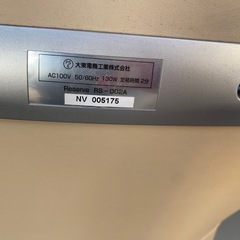 大東電機工業株式会社
AC100V 50/60Hz 130W 定格時間2分
Reserve RS-D02A
NV 005175